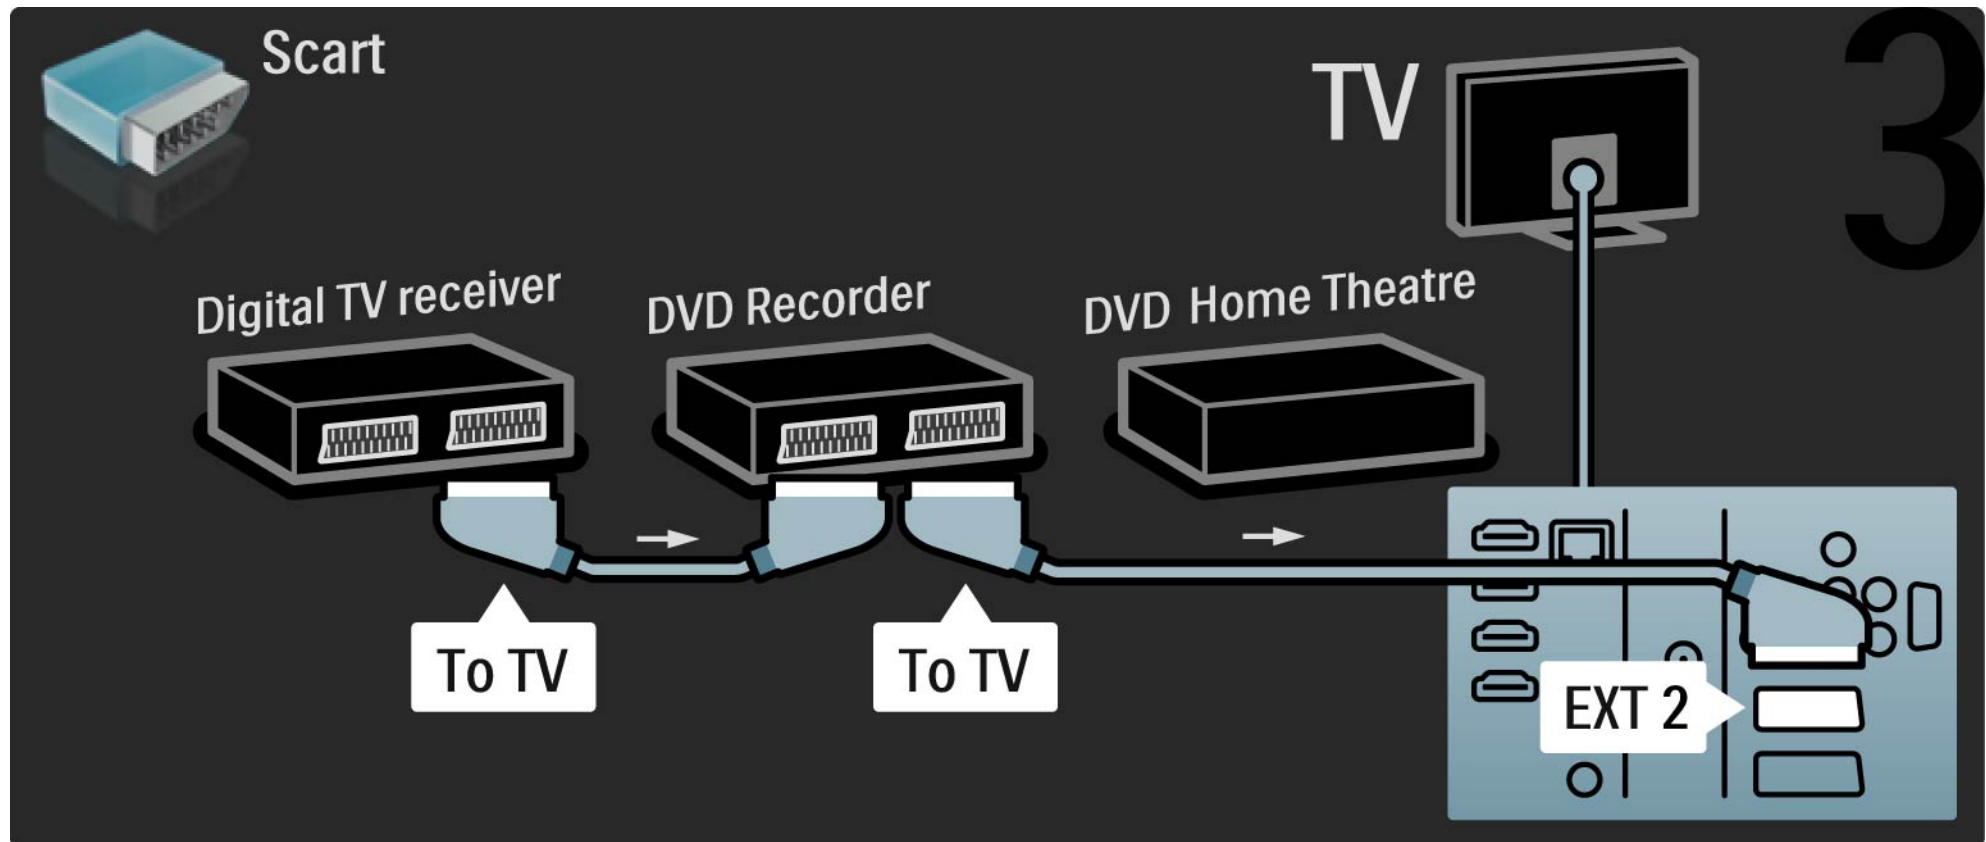 Scart
TV
3
Digital TV receiver
DVD Recorder
DVD Home Theatre
To TV
To TV
EXT 2